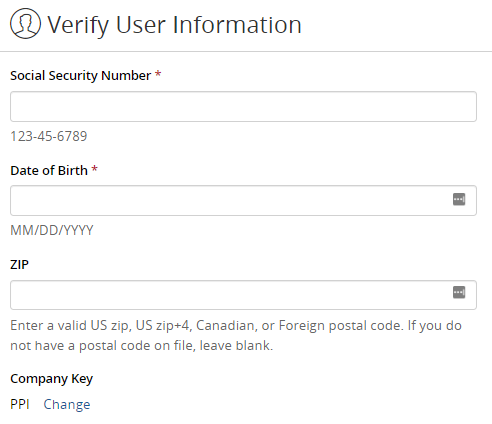 Verify User Information
Social Security Number *
123-45-6789
Date of Birth *
MM/DD/YYYY
ZIP
Enter a valid US zip, US zip+4, Canadian, or Foreign postal code. If you do
not have a postal code on file, leave blank.
Company Key
PPI Change